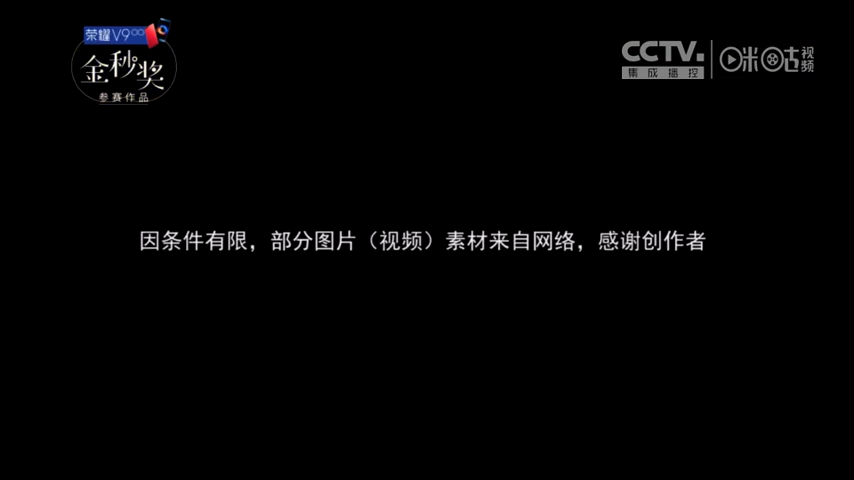 荣耀 V9
金秒奖
参赛作品
CCTV.
集成播控
咪咕视频
因条件有限，部分图片（视频）素材来自网络，感谢创作者